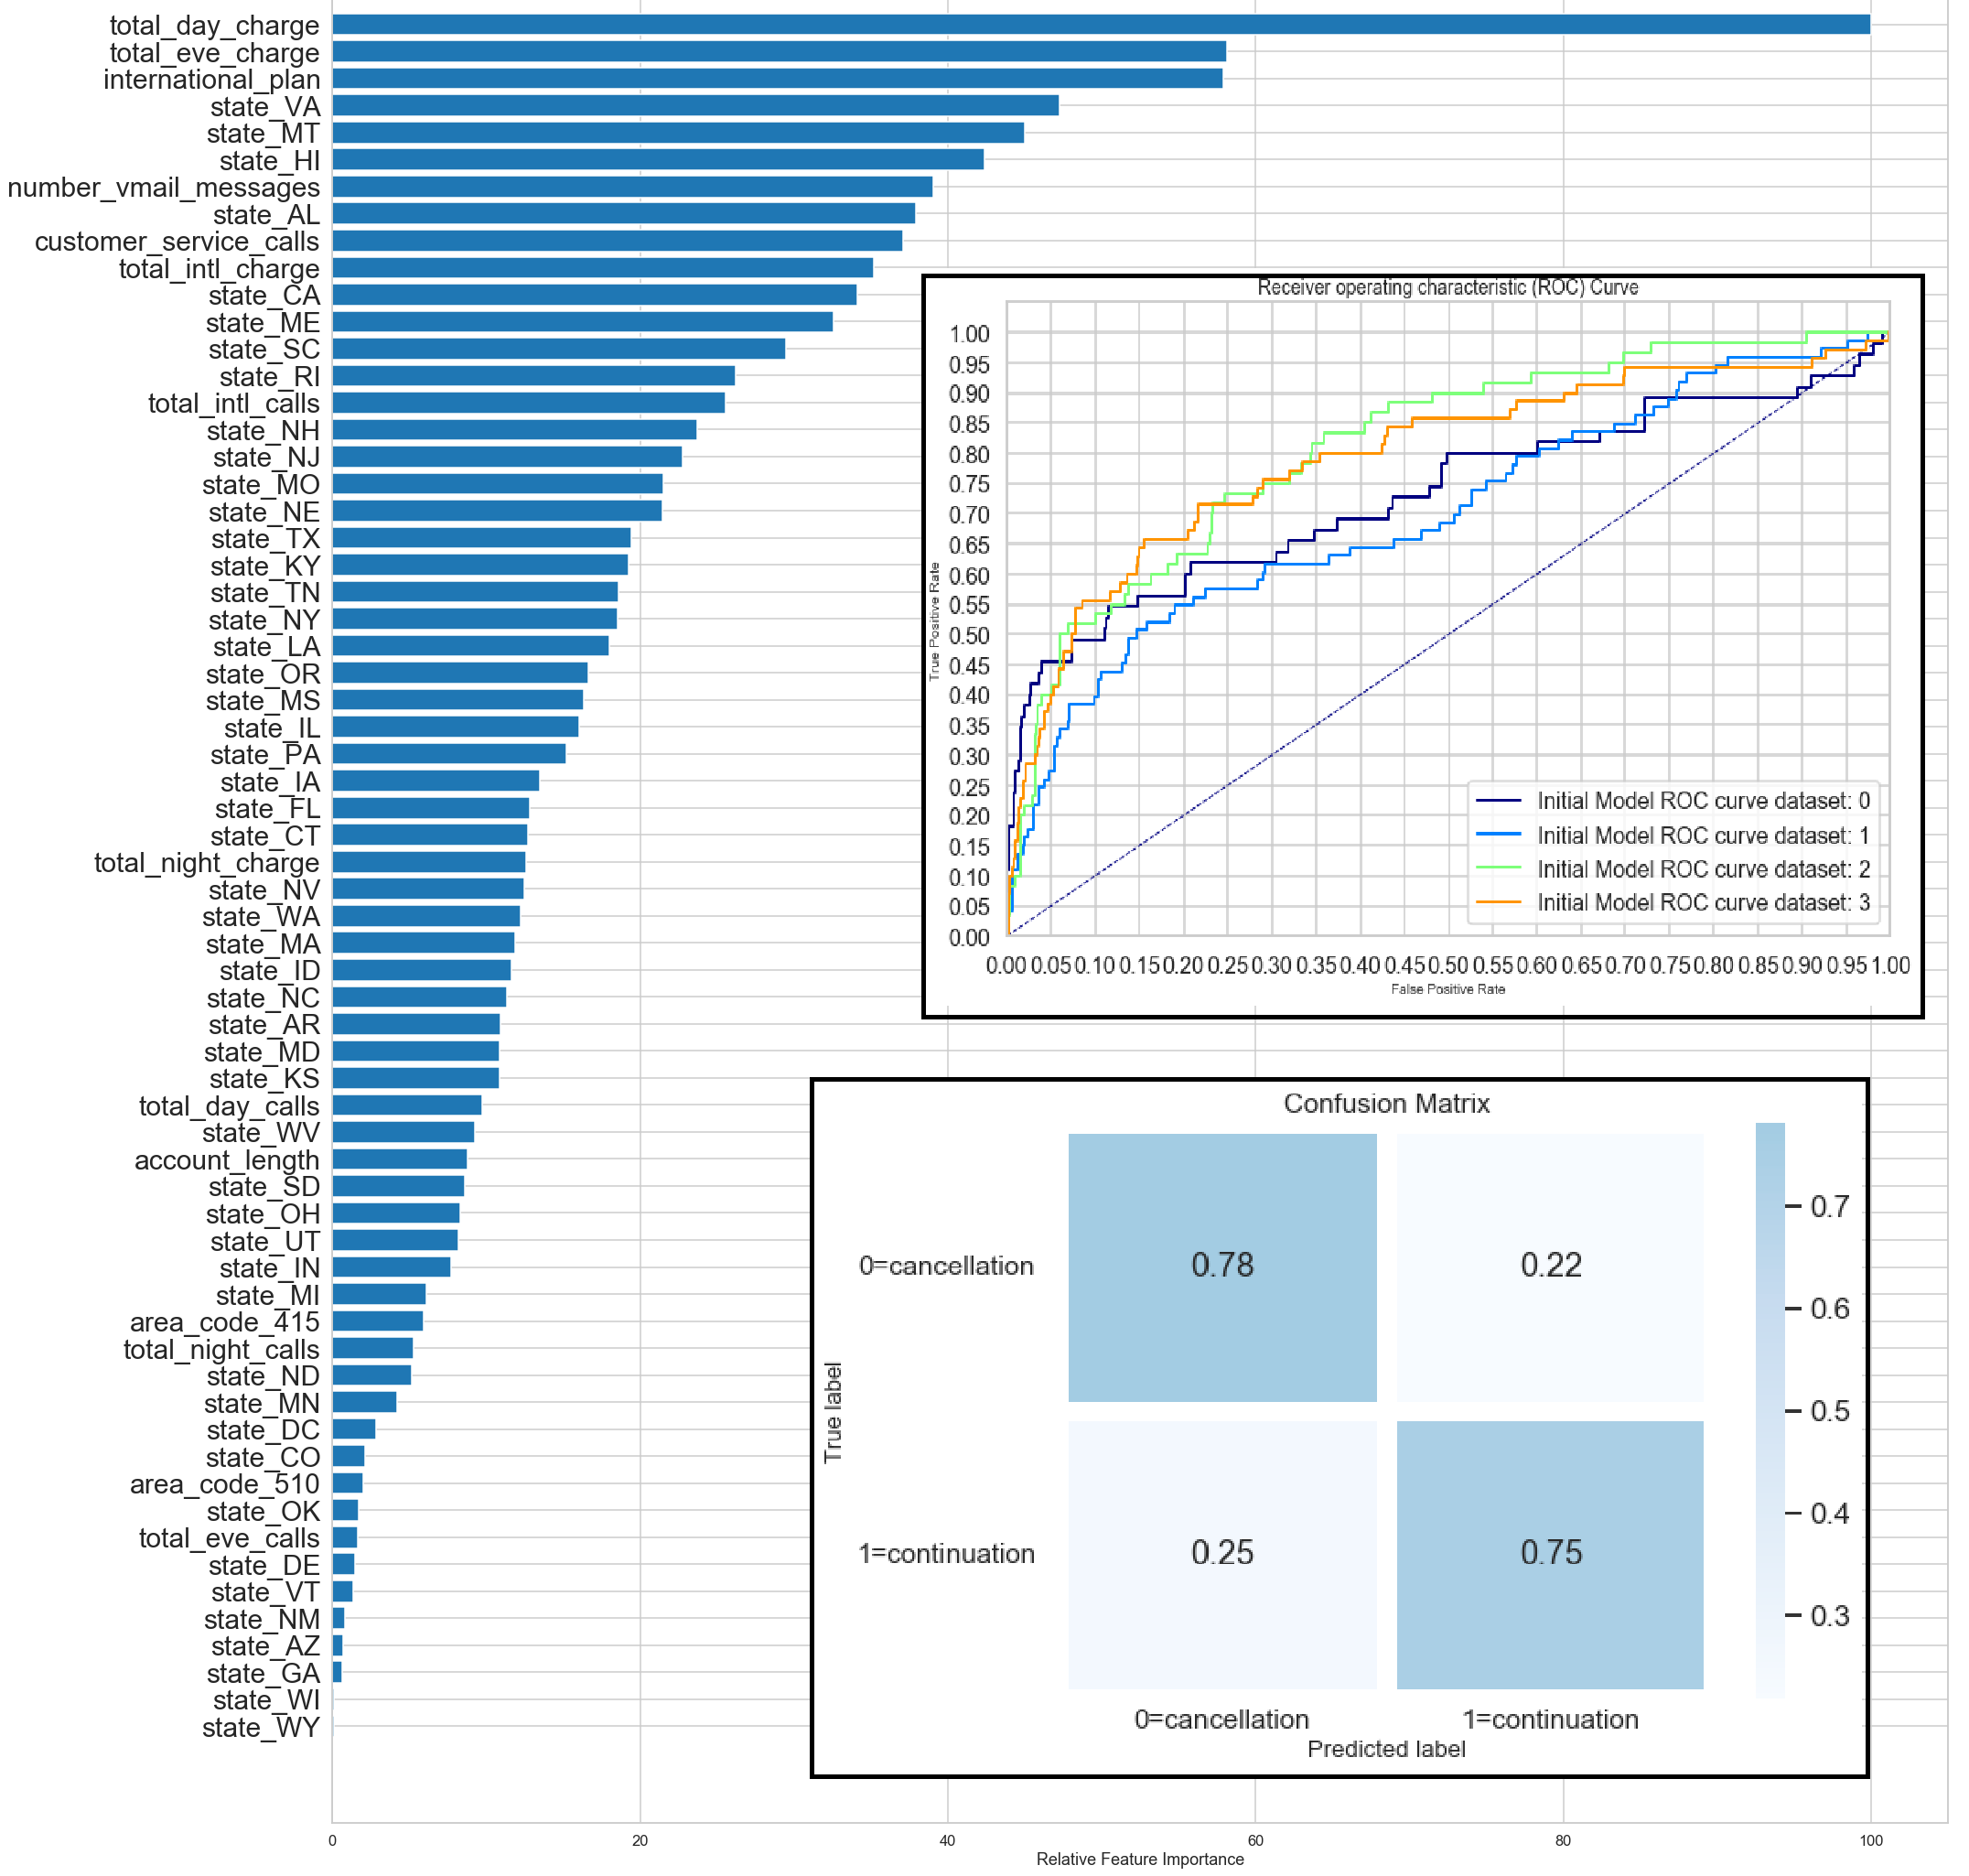 total_day_charge
total_eve_charge
international_plan
state_VA
state_MT
state_HI
number_vmail_messages
state_AL
customer_service_calls
total_intl_charge
state_CA
state_ME
state_SC
state_RI
total_intl_calls
state_NH
state_NJ
state_MO
state_NE
state_TX
state_KY
state_TN
state_NY
state_LA
state_OR
state_MS
state_IL
state_PA
state_IA
state_FL
state_CT
total_night_charge
state_NV
state_WA
state_MA
state_ID
state_NC
state_AR
state_MD
state_KS
total_day_calls
state_WV
account_length
state_SD
state_OH
state_UT
state_IN
state_MI
area_code_415
total_night_calls
state_ND
state_MN
state_DC
state_CO
area_code_510
state_OK
total_eve_calls
state_DE
state_VT
state_NM
state_AZ
state_GA
state_WI
state_WY
0 20 40 60 80 100
Relative Feature Importance
Receiver operating characteristic (ROC) Curve
True Positive Rate
1.00
0.95
0.90
0.85
0.80
0.75
0.70
0.65
0.60
0.55
0.50
0.45
0.40
0.35
0.30
0.25
0.20
0.15
0.10
0.05
0.00
Initial Model ROC curve dataset: 0
Initial Model ROC curve dataset: 1
Initial Model ROC curve dataset: 2
Initial Model ROC curve dataset: 3
0.00 0.05 0.10 0.15 0.20 0.25 0.30 0.35 0.40 0.45 0.50 0.55 0.60 0.65 0.70 0.75 0.80 0.85 0.90 0.95 1.00
False Positive Rate
Confusion Matrix
True label
0=cancellation
0.78 0.22
1=continuation
0.25 0.75
0=cancellation 1=continuation
Predicted label
0.7
0.6
0.5
0.4
0.3